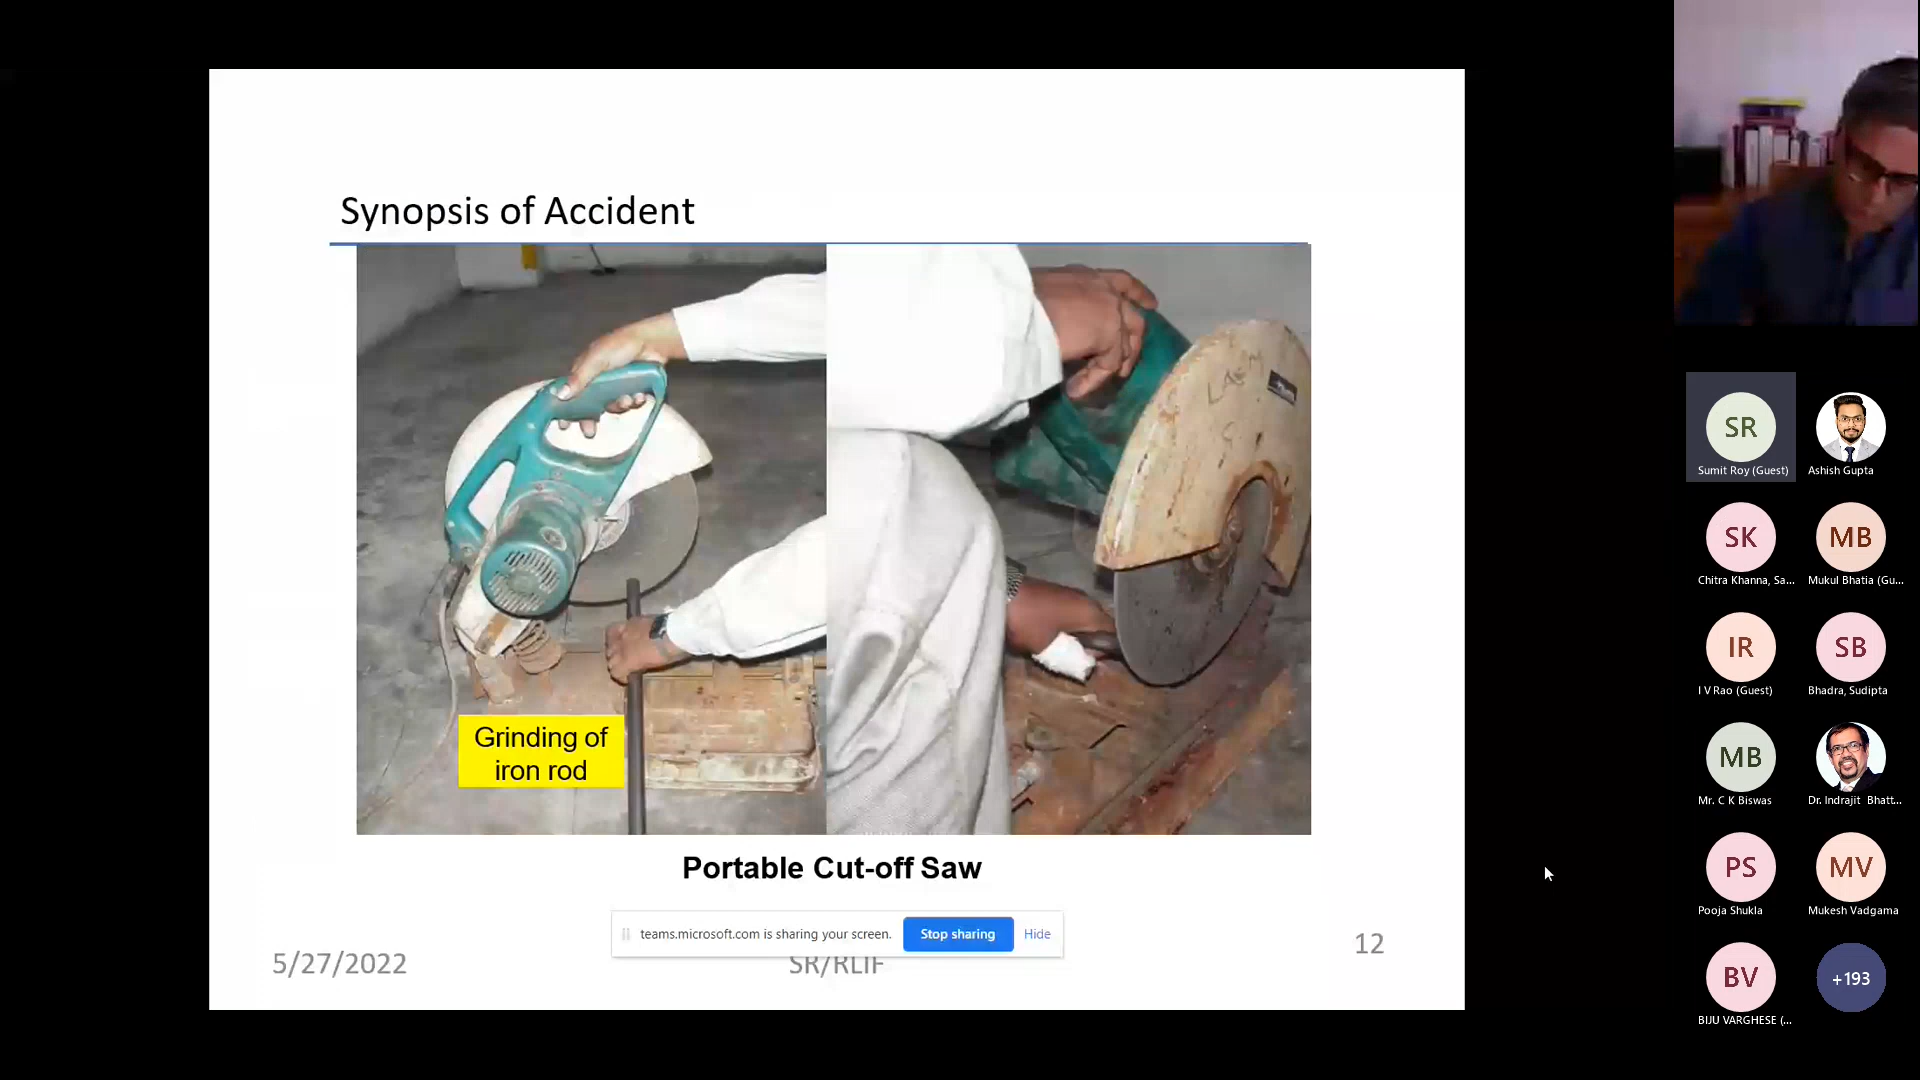 Synopsis of Accident
Grinding of
iron rod
Portable Cut-off Saw
teams.microsoft.com is sharing your screen.
Stop sharing
Hide
5/27/2022
SR/RLIF
12
SR
Sumit Roy (Guest)
Ashish Gupta
SK
Chitra Khanna, Sa...
MB
Mukul Bhatia (Gu...
IR
I V Rao (Guest)
SB
Bhadra, Sudipta
MB
Mr. C K Biswas
Dr. Indrajit Bhatt...
PS
Pooja Shukla
MV
Mukesh Vadgama
BV
BIJU VARGHESE (...
+193